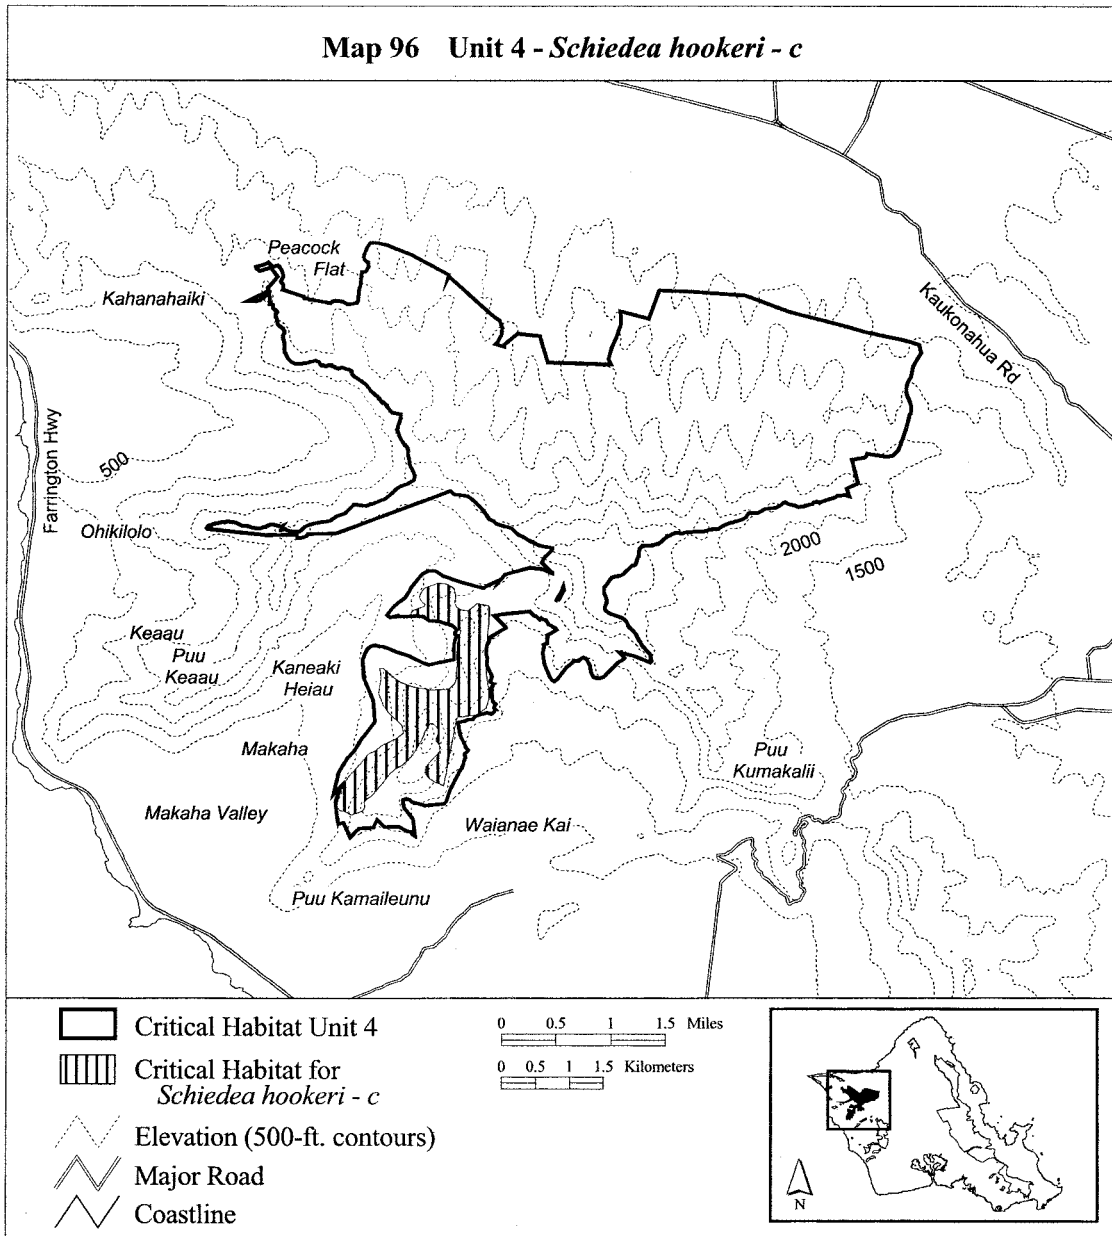 Map 96 Unit 4 - Schiedea hookeri - c
Peacock
Flat
Kahanahaiki
Kaukonahua Rd
Farrington Hwy
500
Ohikilolo
2000
1500
Keaau
Puu
Keaau
Kaneaki
Heiau
Makaha
Puu
Kumakalii
Makaha Valley
Waianae Kai
Puu Kamaileunu
Critical Habitat Unit 4
Critical Habitat for
Schiedea hookeri - c
Elevation (500-ft. contours)
Major Road
Coastline
0 0.5 1 1.5 Miles
0 0.5 1 1.5 Kilometers
N